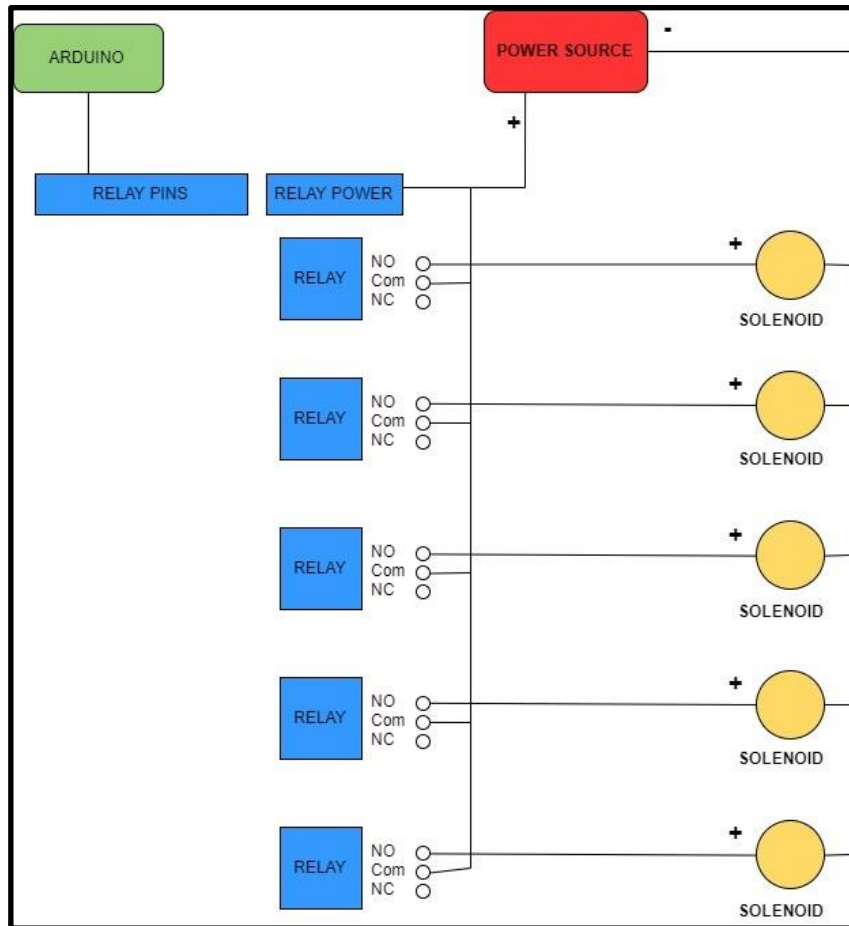 -
ARDUINO
POWER SOURCE
+
RELAY PINS
RELAY POWER
RELAY
NO
Com
NC
+
SOLENOID
RELAY
NO
Com
NC
+
SOLENOID
RELAY
NO
Com
NC
+
SOLENOID
RELAY
NO
Com
NC
+
SOLENOID
RELAY
NO
Com
NC
+
SOLENOID